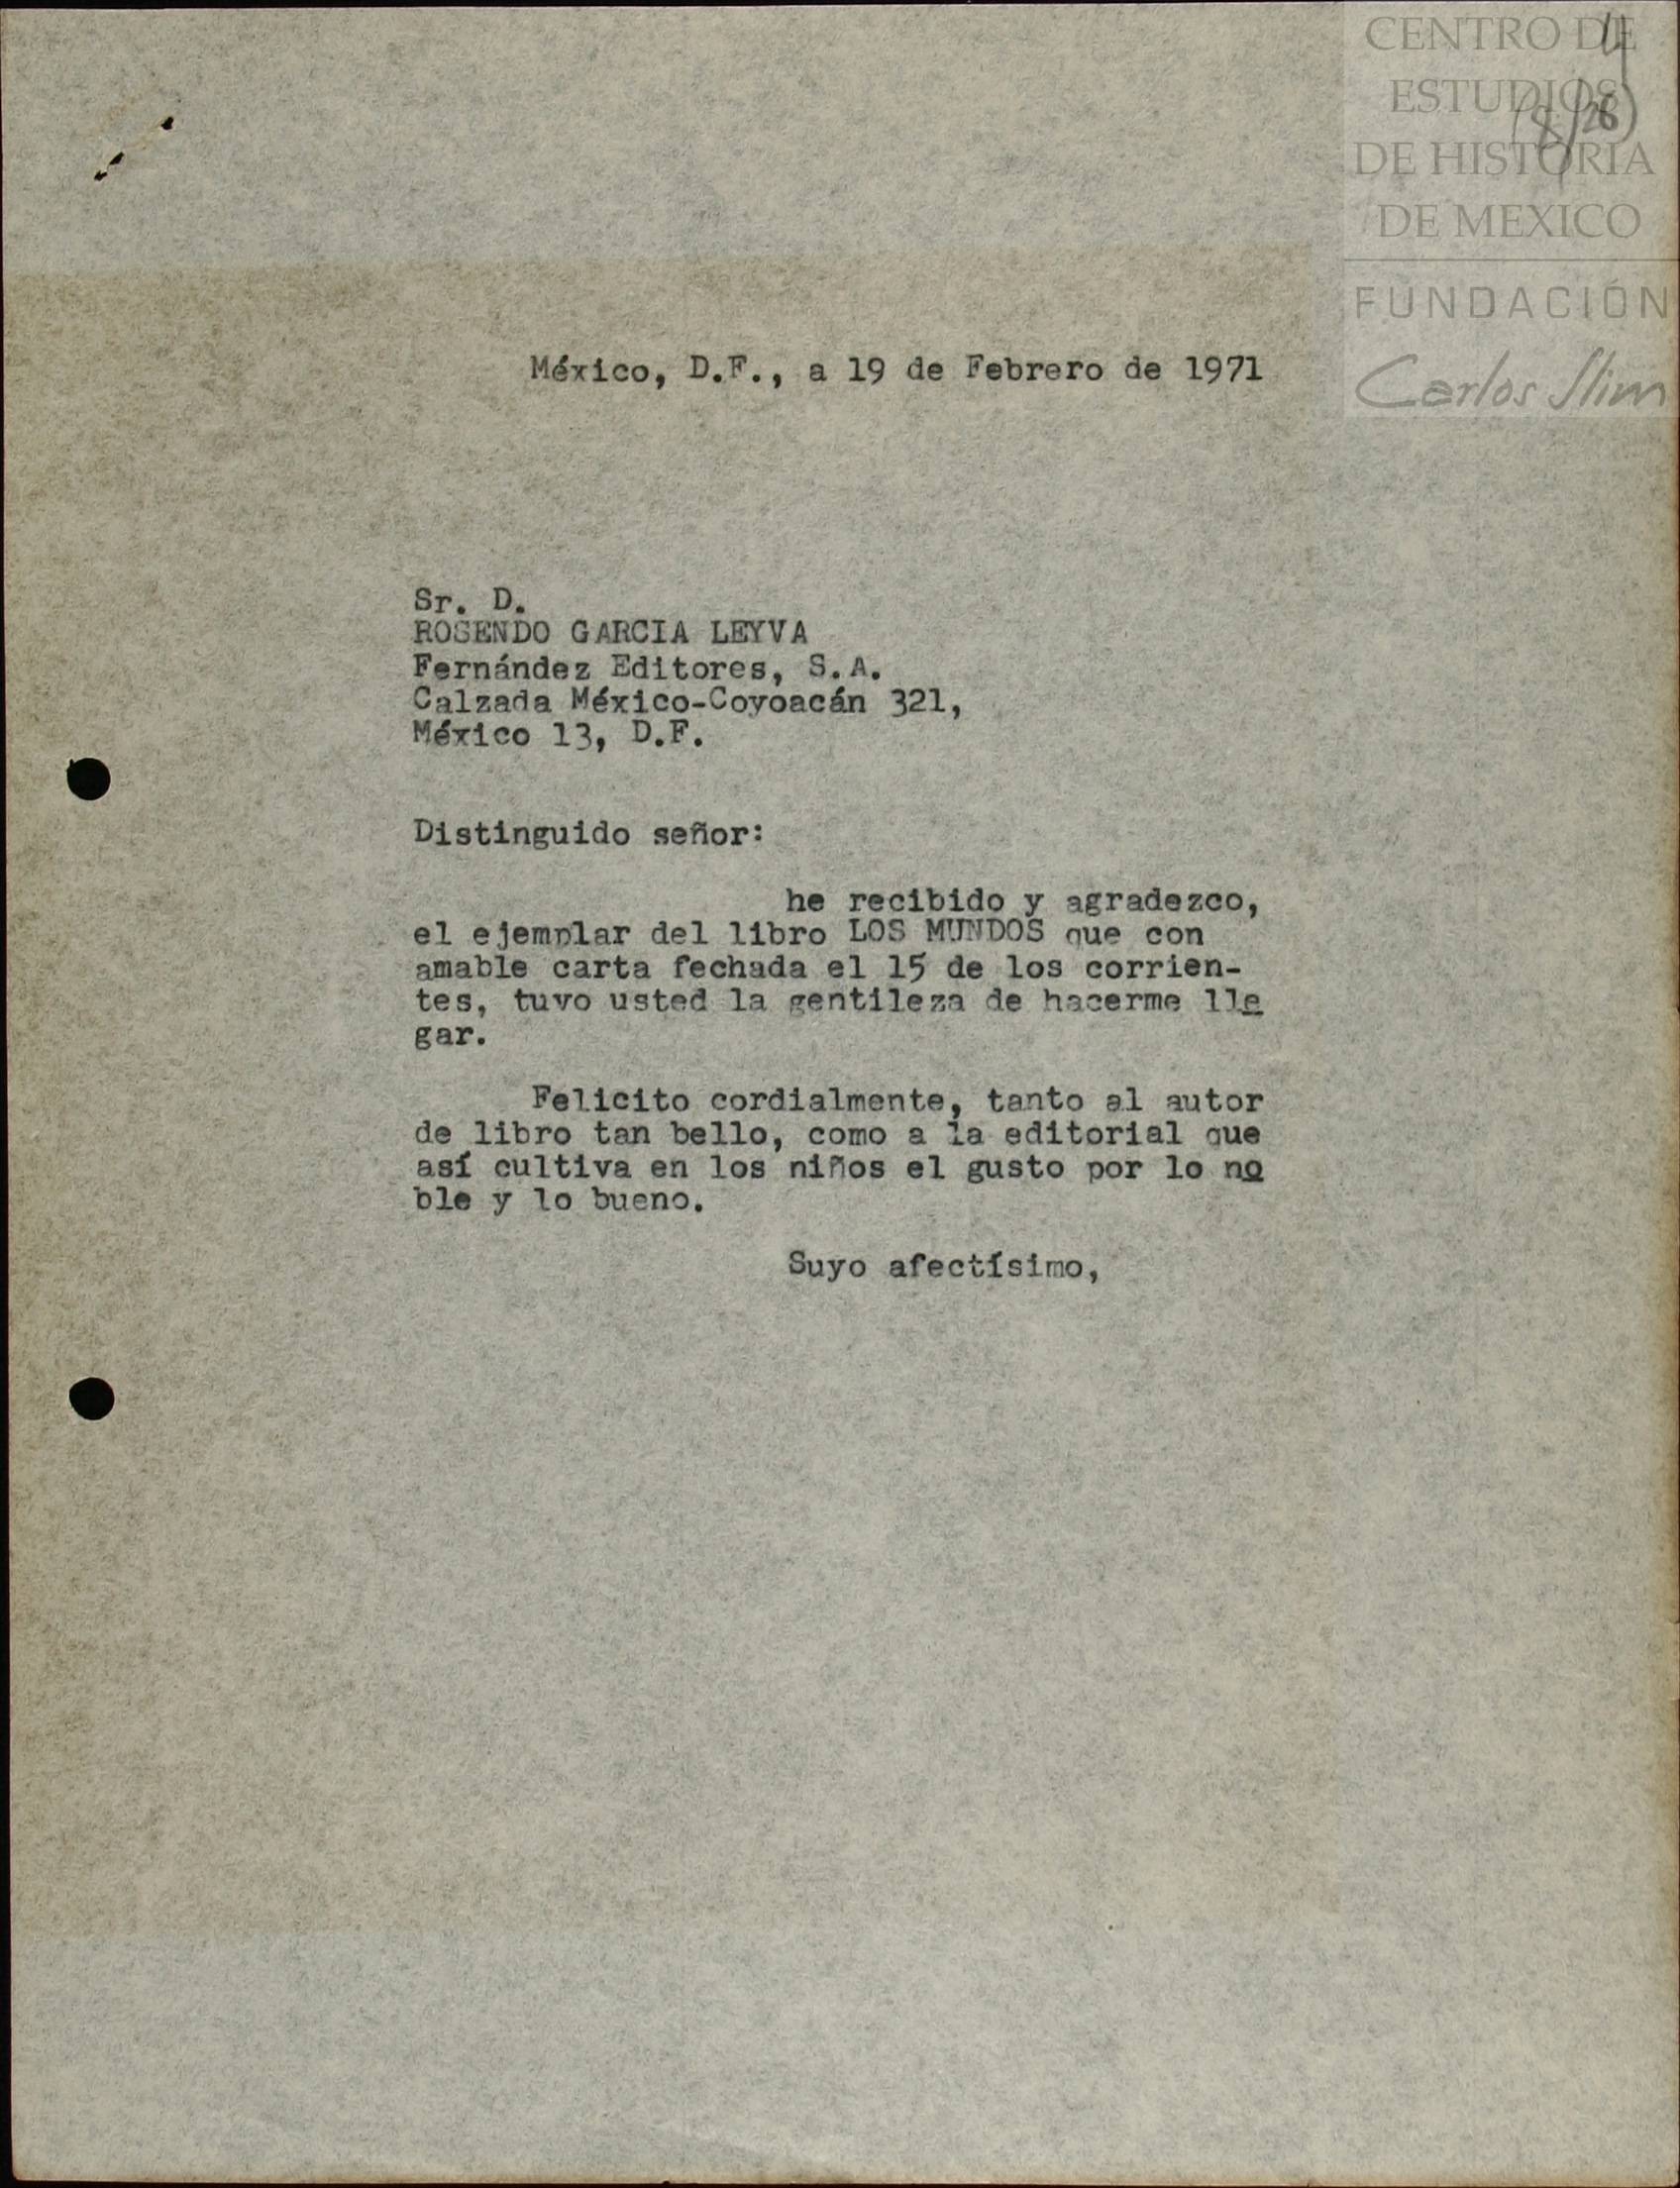 CENTRO DE
ESTUDIOS
DE HISTORIA
DE MEXICO
FUNDACIÓN
Carlos Slim
(8/26)
México, D.F., a 19 de Febrero de 1971
Sr. D.
ROSENDO GARCIA LEYVA
Fernández Editores, S.A.
Calzada México-Coyoacán 321,
México 13, D.F.
Distinguido señor:
he recibido y agradezco,
el ejemplar del libro LOS MUNDOS que con
amable carta fechada el 15 de los corrien-
tes, tuvo usted la gentileza de hacerme lle
gar.
Felicito cordialmente, tanto al autor
de libro tan bello, como a la editorial que
así cultiva en los niños el gusto por lo no
ble y lo bueno.
Suyo afectísimo,